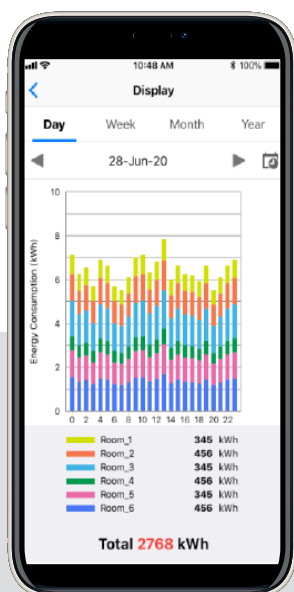 10:48 AM 100%
Display
Day Week Month Year
28-Jun-20
Energy Consumption (kWh)
10
8
6
4
2
0
0 2 4 6 8 10 12 14 16 18 20 22
Room_1 345 kWh
Room_2 456 kWh
Room_3 345 kWh
Room_4 456 kWh
Room_5 345 kWh
Room_6 456 kWh
Total 2768 kWh